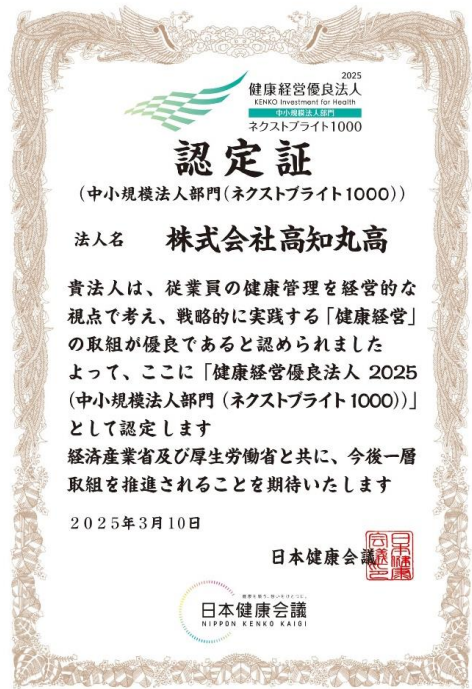 2025
健康経営優良法人
KENKO Investment for Health
中小規模法人部門
ネクストブライト1000
認定証
(中小規模法人部門(ネクストブライト1000))
法人名 株式会社高知丸高
貴法人は、従業員の健康管理を経営的な
視点で考え、戦略的に実践する「健康経営」
の取組が優良であると認められました
よって、ここに「健康経営優良法人 2025
(中小規模法人部門 (ネクストブライト1000))」
として認定します
経済産業省及び厚生労働省と共に、今後一層
取組を推進されることを期待いたします
2025年3月10日
日本健康会議
日本健康会議
NIPPON KENKO KAIGI